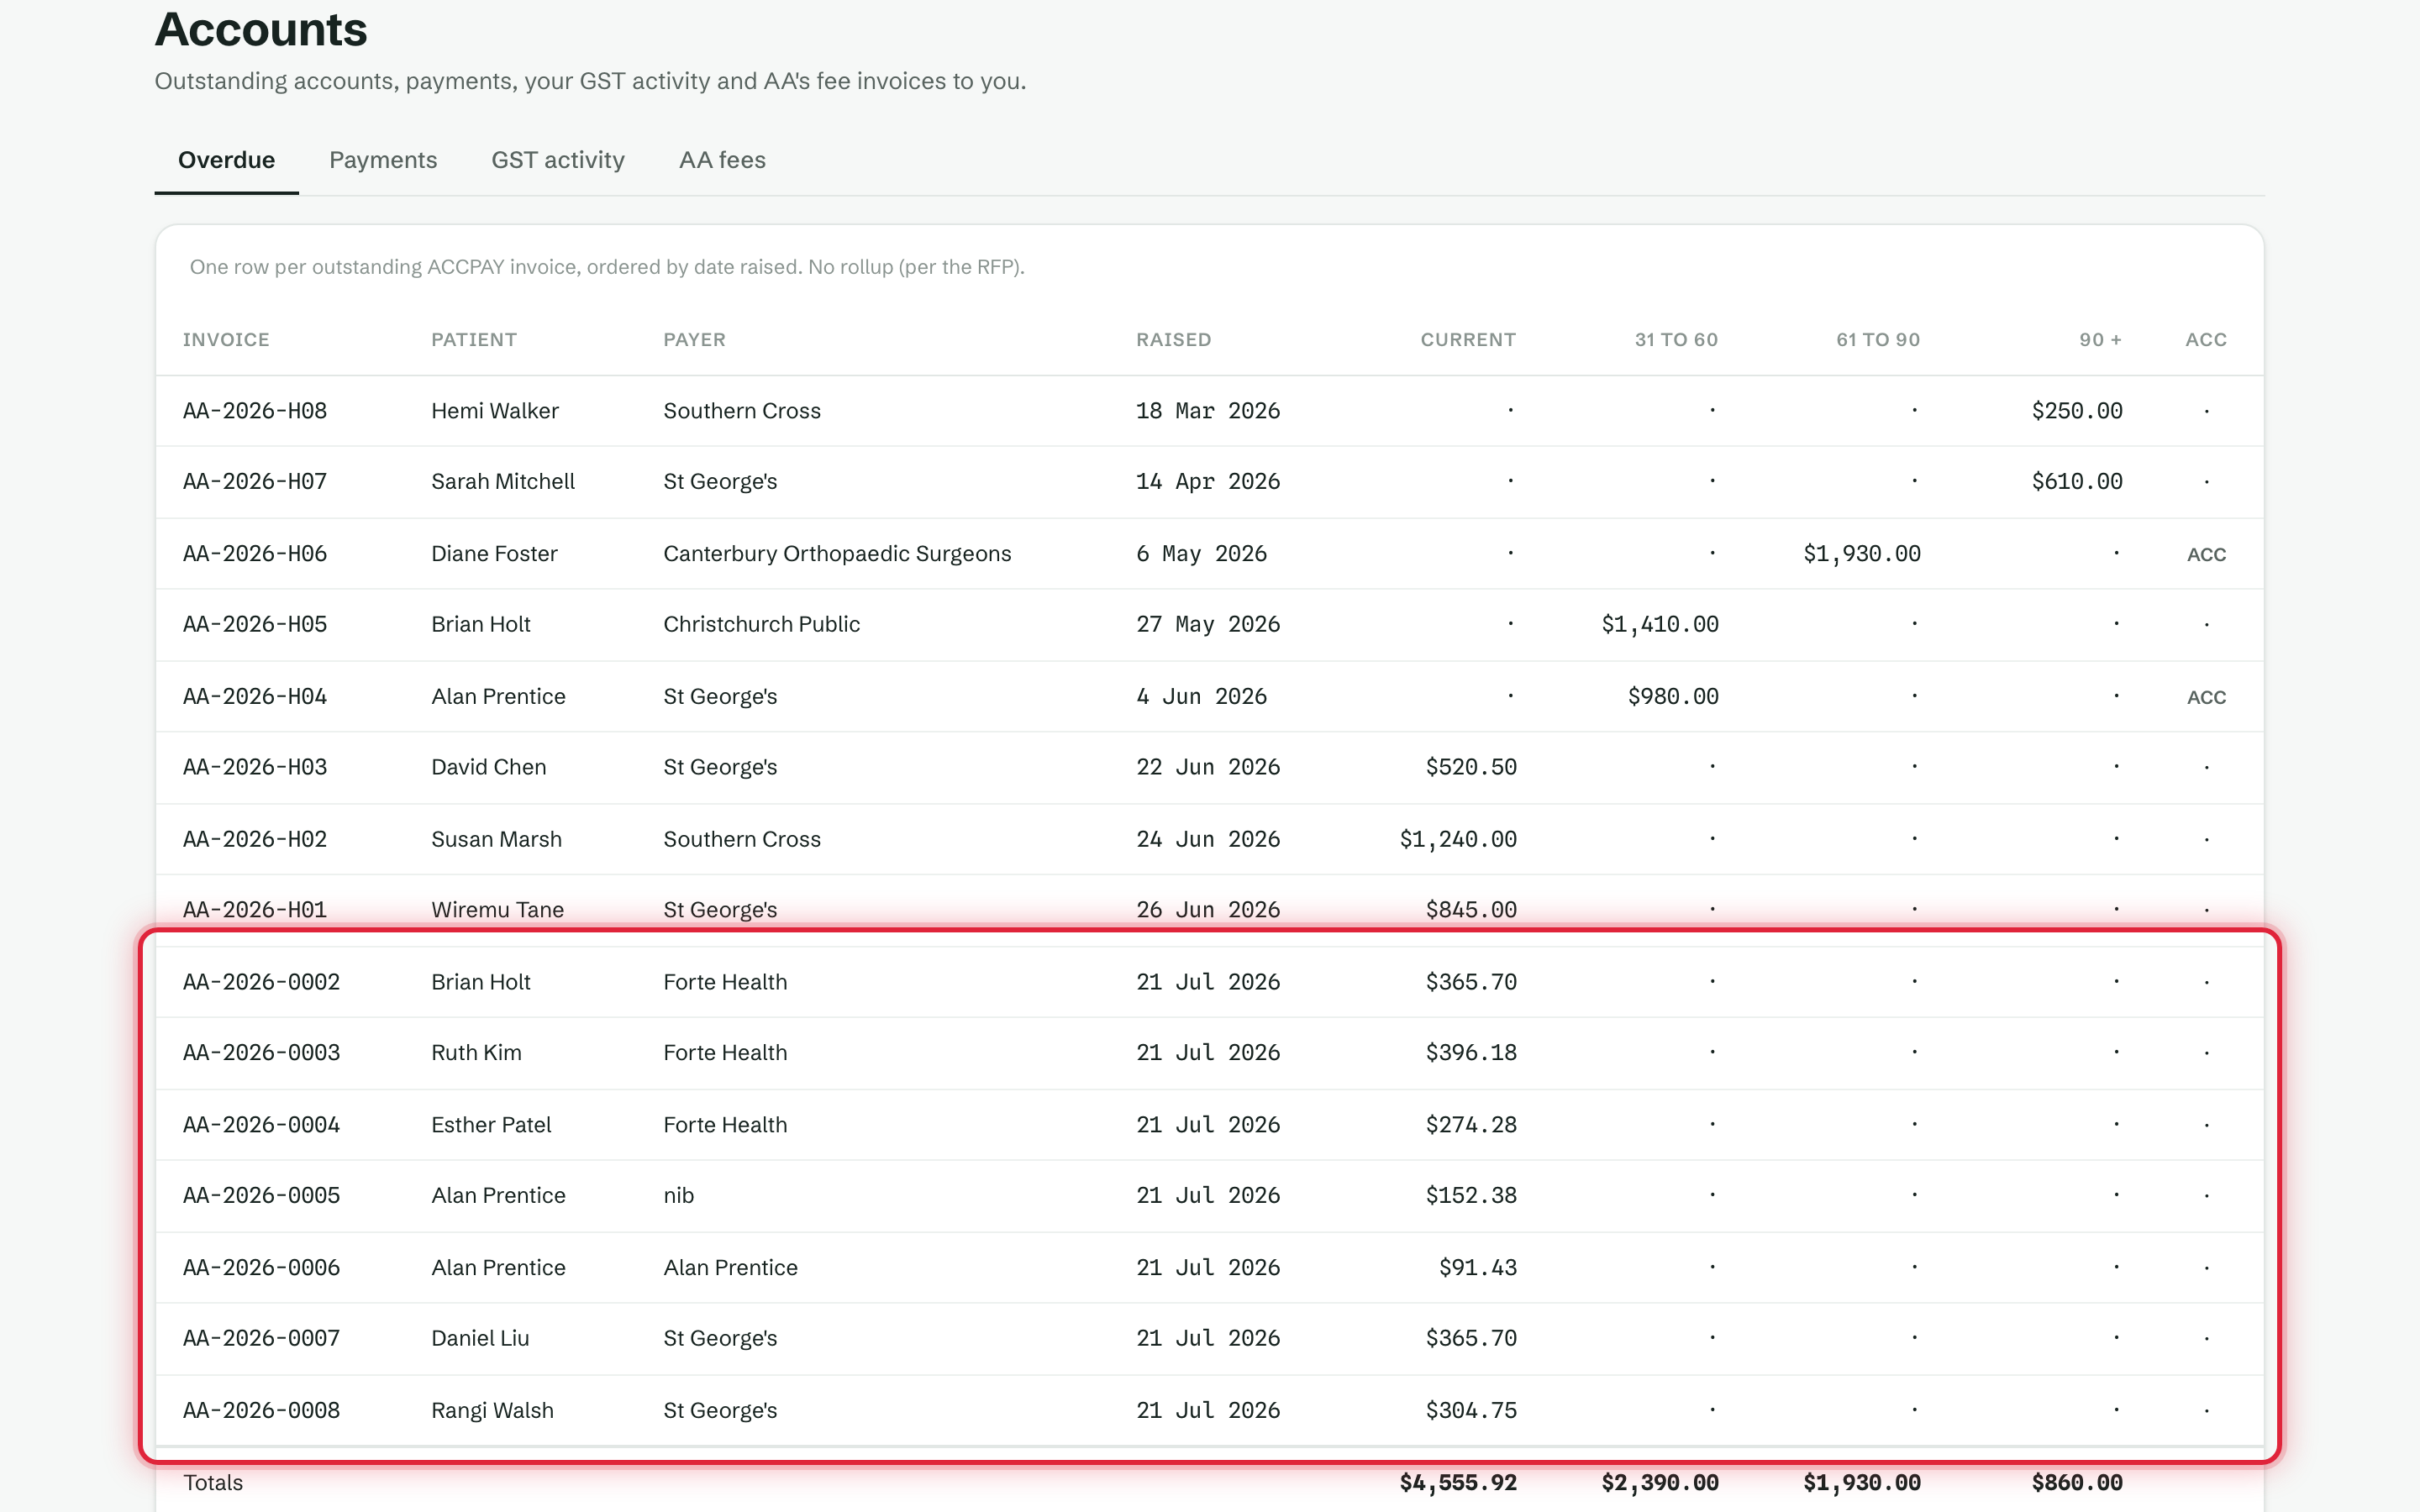 Accounts
Outstanding accounts, payments, your GST activity and AA's fee invoices to you.
Overdue Payments GST activity AA fees
One row per outstanding ACCPAY invoice, ordered by date raised. No rollup (per the RFP).
INVOICE PATIENT PAYER RAISED CURRENT 31 TO 60 61 TO 90 90 + ACC
AA-2026-H08 Hemi Walker Southern Cross 18 Mar 2026 · · · $250.00 ·
AA-2026-H07 Sarah Mitchell St George's 14 Apr 2026 · · · $610.00 ·
AA-2026-H06 Diane Foster Canterbury Orthopaedic Surgeons 6 May 2026 · · $1,930.00 · ACC
AA-2026-H05 Brian Holt Christchurch Public 27 May 2026 · $1,410.00 · · ·
AA-2026-H04 Alan Prentice St George's 4 Jun 2026 · $980.00 · · ACC
AA-2026-H03 David Chen St George's 22 Jun 2026 $520.50 · · · ·
AA-2026-H02 Susan Marsh Southern Cross 24 Jun 2026 $1,240.00 · · · ·
AA-2026-H01 Wiremu Tane St George's 26 Jun 2026 $845.00 · · · ·
AA-2026-0002 Brian Holt Forte Health 21 Jul 2026 $365.70 · · · ·
AA-2026-0003 Ruth Kim Forte Health 21 Jul 2026 $396.18 · · · ·
AA-2026-0004 Esther Patel Forte Health 21 Jul 2026 $274.28 · · · ·
AA-2026-0005 Alan Prentice nib 21 Jul 2026 $152.38 · · · ·
AA-2026-0006 Alan Prentice Alan Prentice 21 Jul 2026 $91.43 · · · ·
AA-2026-0007 Daniel Liu St George's 21 Jul 2026 $365.70 · · · ·
AA-2026-0008 Rangi Walsh St George's 21 Jul 2026 $304.75 · · · ·
Totals $4,555.92 $2,390.00 $1,930.00 $860.00